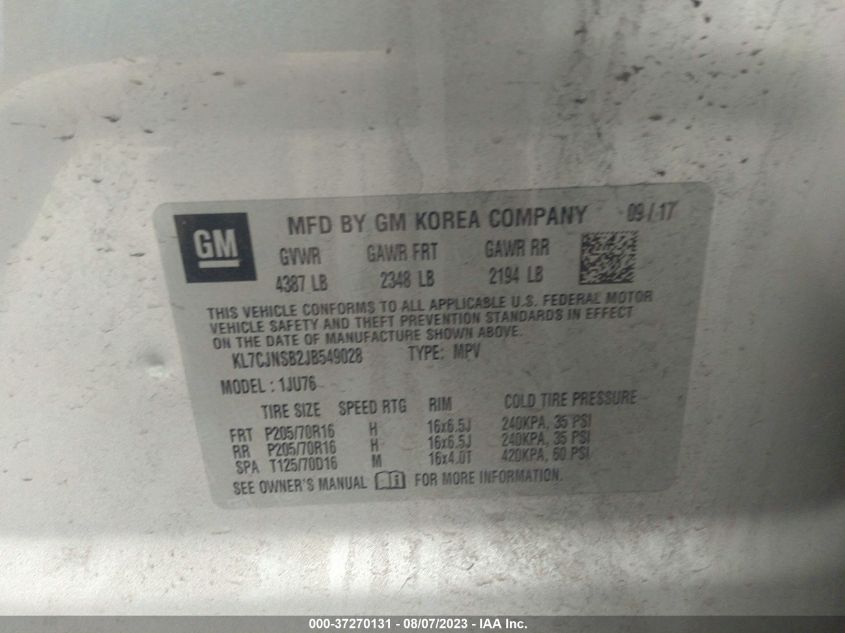 GM
MFD BY GM KOREA COMPANY 09/17
GVWR GAWR FRT GAWR RR
4387 LB 2348 LB 2194 LB
THIS VEHICLE CONFORMS TO ALL APPLICABLE U.S. FEDERAL MOTOR
VEHICLE SAFETY AND THEFT PREVENTION STANDARDS IN EFFECT
ON THE DATE OF MANUFACTURE SHOWN ABOVE.
KL7CJNSB2JB549028 TYPE: MPV
MODEL : 1JU76
TIRE SIZE SPEED RTG RIM COLD TIRE PRESSURE
FRT P205/70R16 H 16x6.5J 240KPA, 35 PSI
RR P205/70R16 H 16x6.5J 240KPA, 35 PSI
SPA T125/70D16 M 16x4.0T 420KPA, 60 PSI
SEE OWNER'S MANUAL FOR MORE INFORMATION.
000-37270131 - 08/07/2023 - IAA Inc.